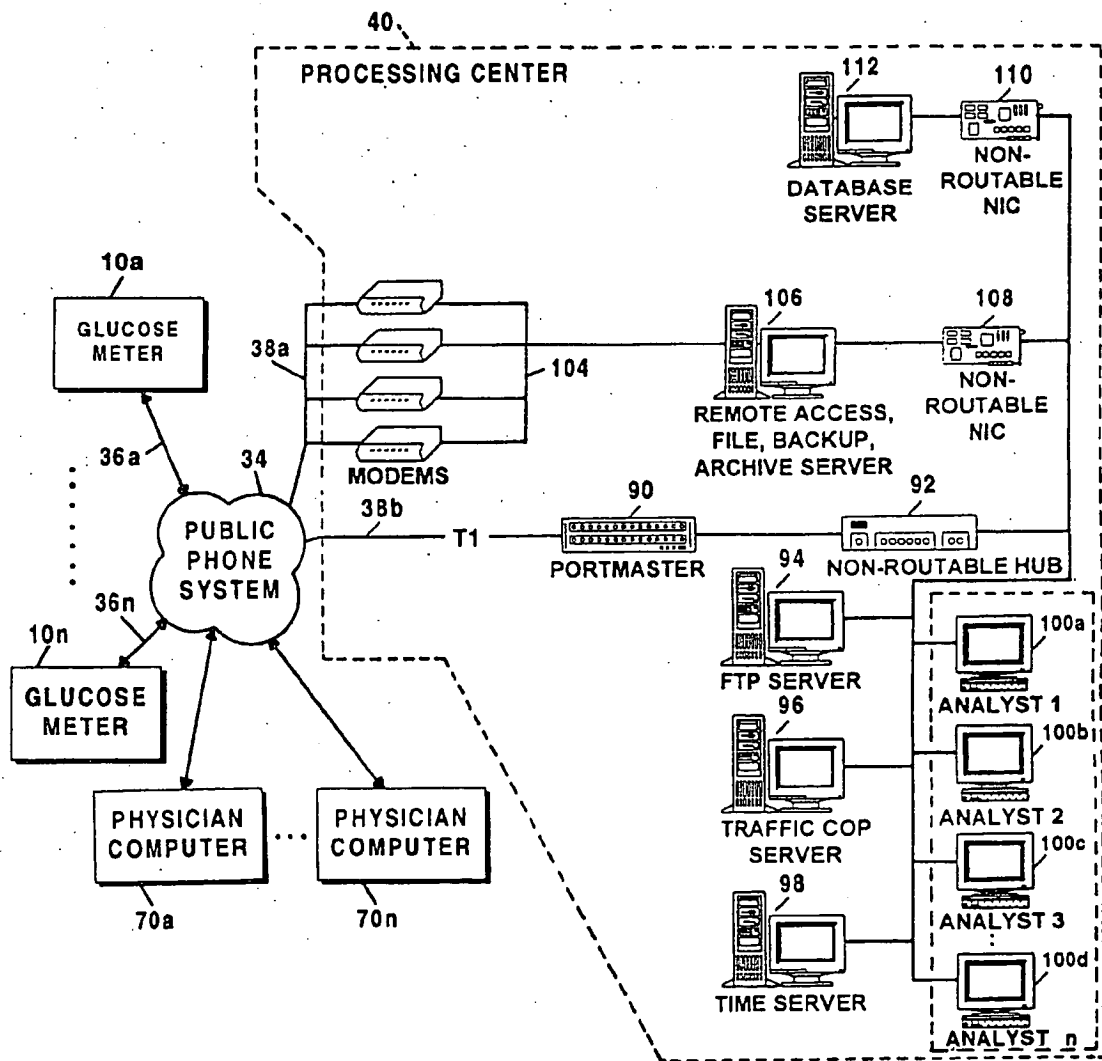 40
PROCESSING CENTER
112
110
DATABASE
SERVER
NON-
ROUTABLE
NIC
10a
GLUCOSE
METER
38a
104
106
108
REMOTE ACCESS,
FILE, BACKUP,
ARCHIVE SERVER
NON-
ROUTABLE
NIC
36a
34
MODEMS
PUBLIC
PHONE
SYSTEM
38b
T1
90
PORTMASTER
92
NON-ROUTABLE HUB
36n
10n
GLUCOSE
METER
94
FTP SERVER
100a
ANALYST 1
96
TRAFFIC COP
SERVER
100b
ANALYST 2
PHYSICIAN
COMPUTER
70a
...
PHYSICIAN
COMPUTER
70n
98
TIME SERVER
100c
ANALYST 3
100d
ANALYST n